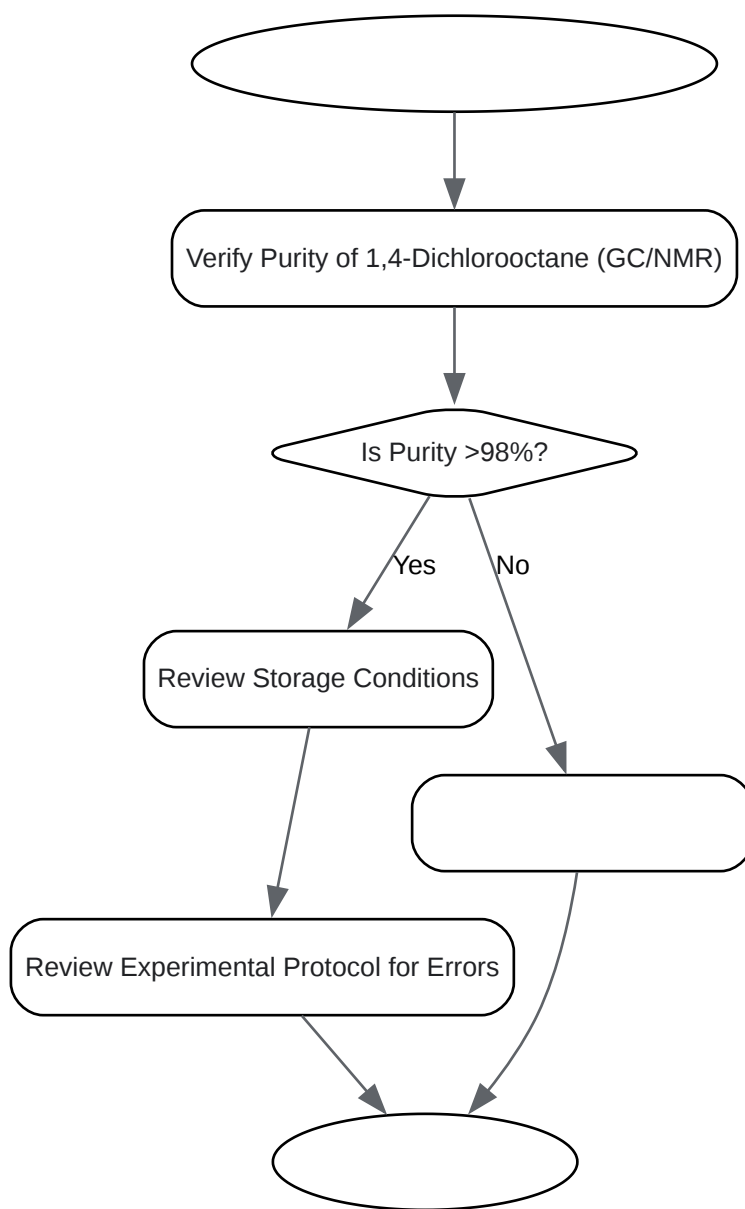 Verify Purity of 1,4-Dichlorooctane (GC/NMR)
Is Purity >98%?
Yes
No
Review Storage Conditions
Review Experimental Protocol for Errors